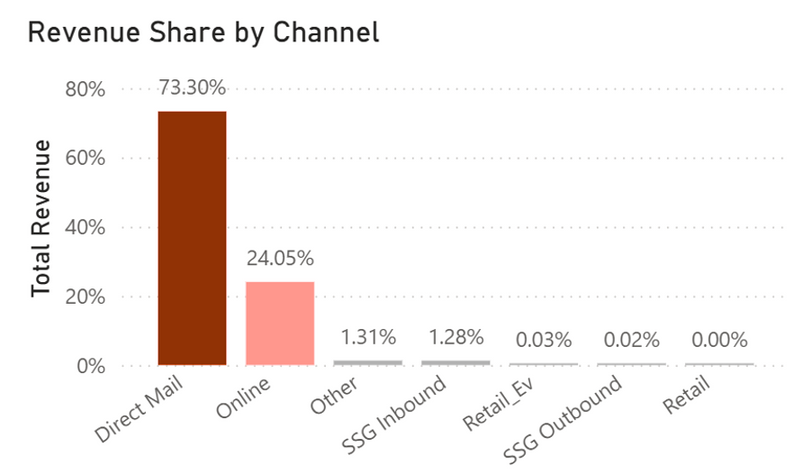 Revenue Share by Channel
Total Revenue
80%
60%
40%
20%
0%
73.30%
24.05%
1.31%
1.28%
0.03%
0.02%
0.00%
Direct Mail
Online
Other
SSG Inbound
Retail_Ev
SSG Outbound
Retail